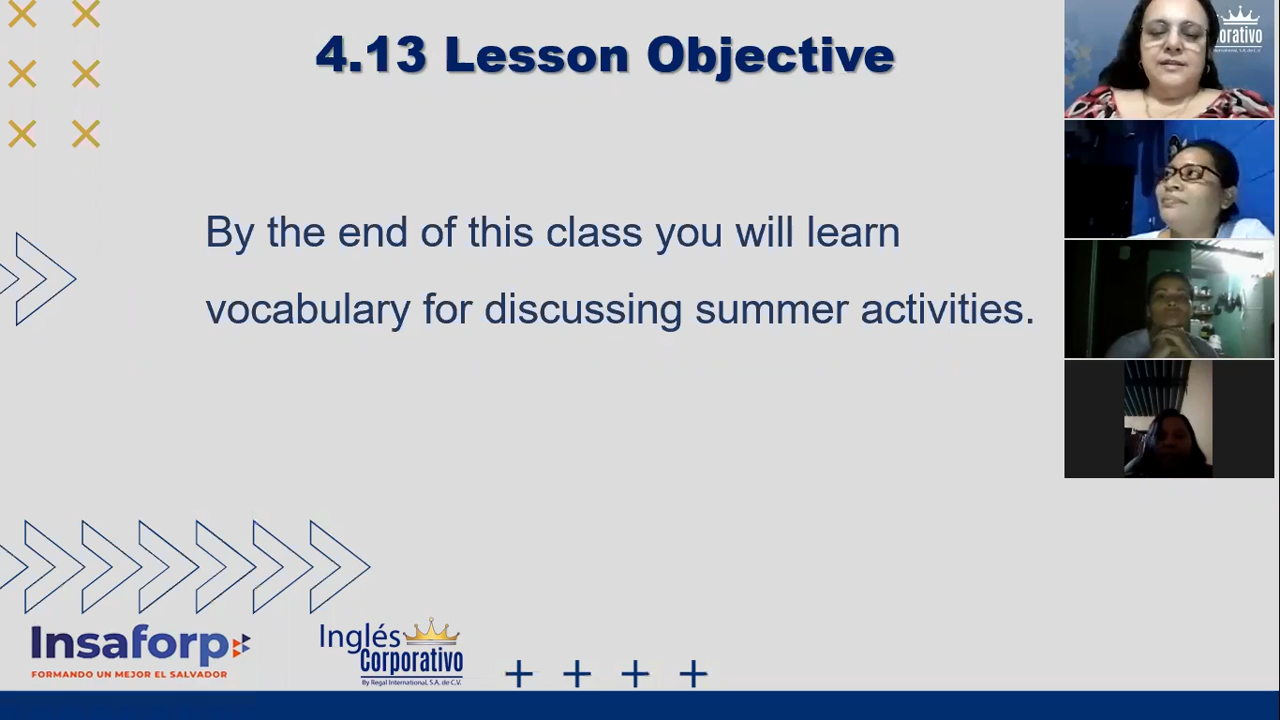 4.13 Lesson Objective
By the end of this class you will learn
vocabulary for discussing summer activities.
Insaforp
FORMANDO UN MEJOR EL SALVADOR
Inglés
Corporativo
By Regal International, S.A. de C.V.
orativo